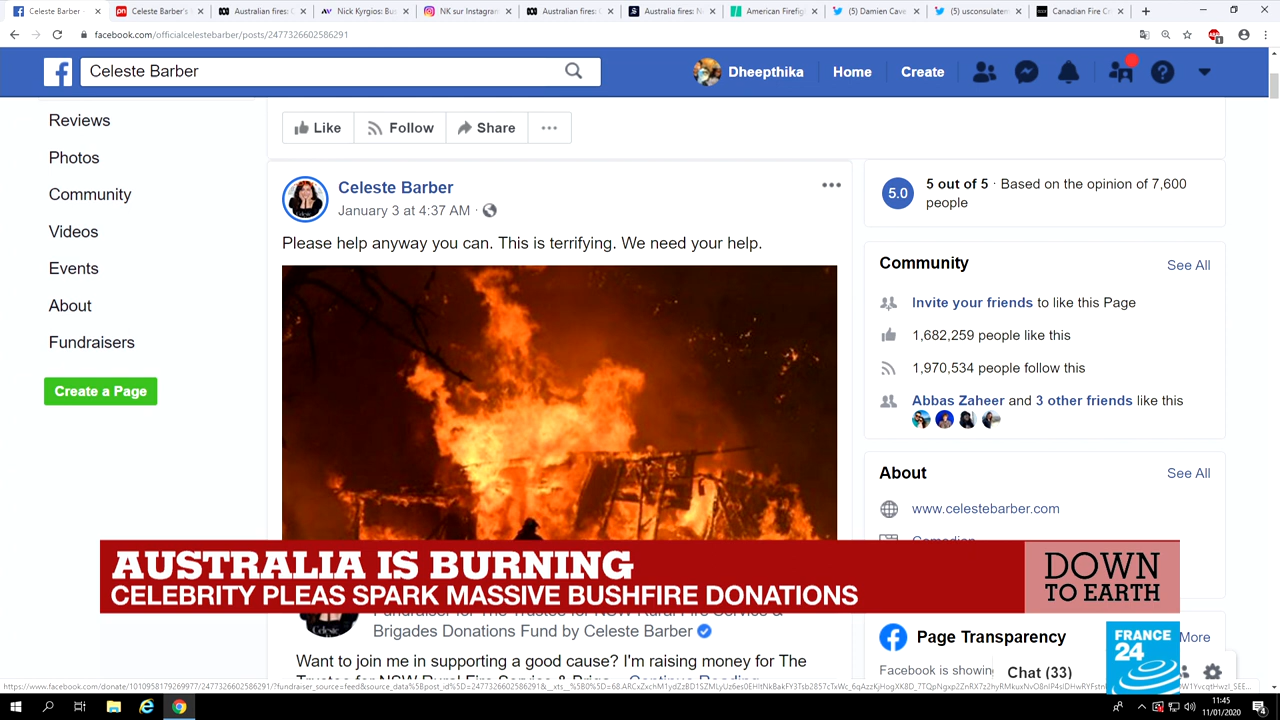 Celeste Barber -
Celeste Barber's
Australian fires: C
Nick Kyrgios: Bus
NK sur Instagram
Australian fires: C
Australia fires: N
American Firefigh
(5) Damien Cave
(5) usconsulatem
Canadian Fire Cr
facebook.com/officialcelestebarber/posts/2477326602586291
Celeste Barber
Dheepthika
Home
Create
Reviews
Photos
Community
Videos
Events
About
Fundraisers
Create a Page
Like
Follow
Share
Celeste Barber
January 3 at 4:37 AM ·
Please help anyway you can. This is terrifying. We need your help.
Brigades Donations Fund by Celeste Barber
Want to join me in supporting a good cause? I'm raising money for The
5.0
5 out of 5 · Based on the opinion of 7,600
people
Community
See All
Invite your friends to like this Page
1,682,259 people like this
1,970,534 people follow this
Abbas Zaheer and 3 other friends like this
About
See All
www.celestebarber.com
Page Transparency
More
Facebook is showin
Chat (33)
AUSTRALIA IS BURNING
CELEBRITY PLEAS SPARK MASSIVE BUSHFIRE DONATIONS
DOWN
TO EARTH
FRANCE
24
11:45
11/01/2020